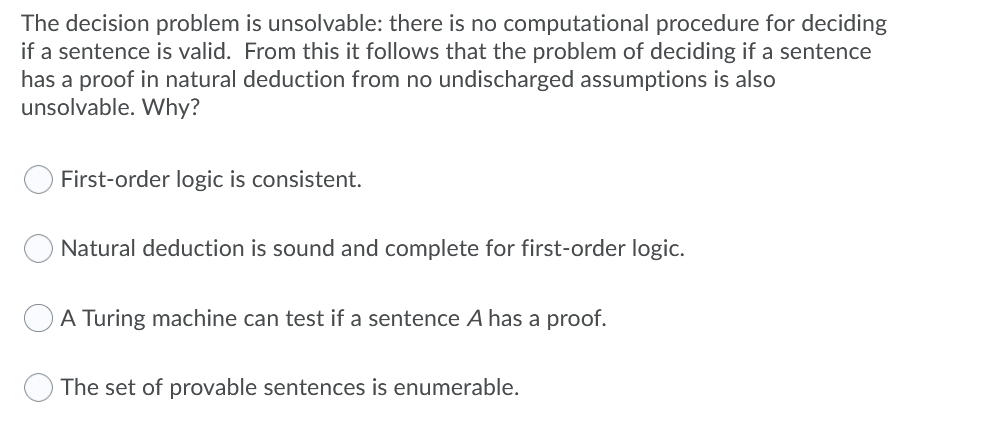 The decision problem is unsolvable: there is no computational procedure for deciding
if a sentence is valid.  From this it follows that the problem of deciding if a sentence
has a proof in natural deduction from no undischarged assumptions is also
unsolvable. Why?
First-order logic is consistent.
Natural deduction is sound and complete for first-order logic.
A Turing machine can test if a sentence A has a proof.
The set of provable sentences is enumerable.